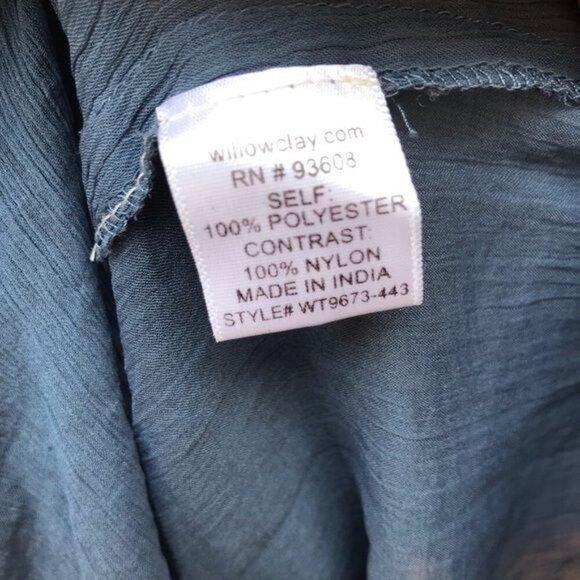 willowclay.com
RN # 93608
SELF:
100% POLYESTER
CONTRAST:
100% NYLON
MADE IN INDIA
STYLE# WT9673-443